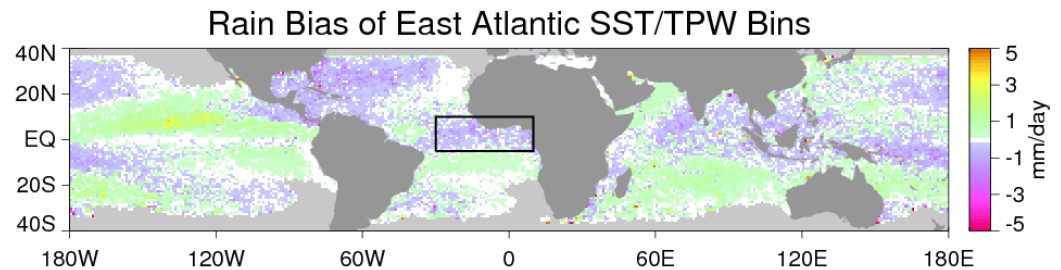 Rain Bias of East Atlantic SST/TPW Bins
40N
20N
EQ
20S
40S
180W
120W
60W
0
60E
120E
180E
5
3
1
-1
-3
-5
mm/day